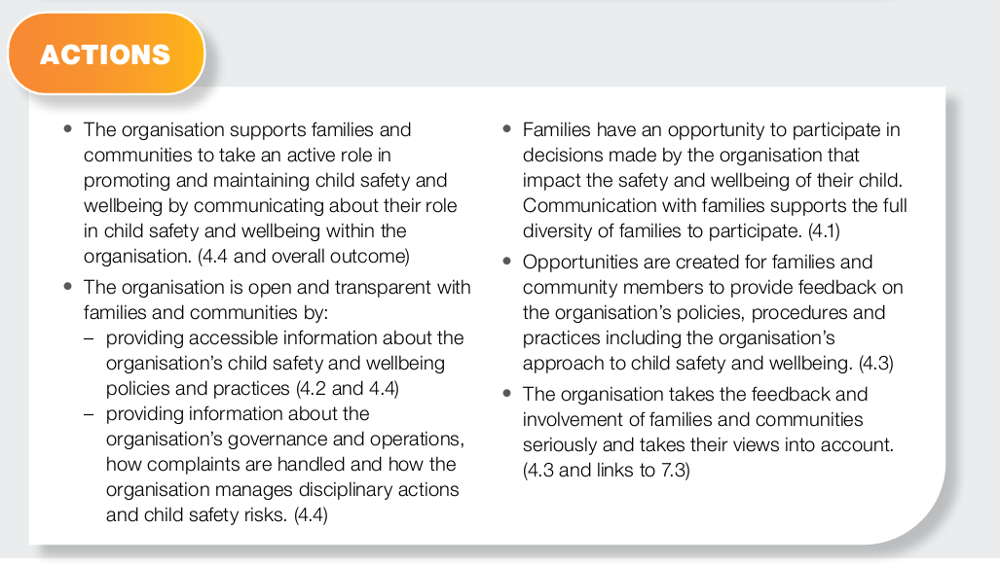 ACTIONS
• The organisation supports families and
communities to take an active role in
promoting and maintaining child safety and
wellbeing by communicating about their role
in child safety and wellbeing within the
organisation. (4.4 and overall outcome)
• The organisation is open and transparent with
families and communities by:
– providing accessible information about the
organisation’s child safety and wellbeing
policies and practices (4.2 and 4.4)
– providing information about the
organisation’s governance and operations,
how complaints are handled and how the
organisation manages disciplinary actions
and child safety risks. (4.4)
• Families have an opportunity to participate in
decisions made by the organisation that
impact the safety and wellbeing of their child.
Communication with families supports the full
diversity of families to participate. (4.1)
• Opportunities are created for families and
community members to provide feedback on
the organisation’s policies, procedures and
practices including the organisation’s
approach to child safety and wellbeing. (4.3)
• The organisation takes the feedback and
involvement of families and communities
seriously and takes their views into account.
(4.3 and links to 7.3)